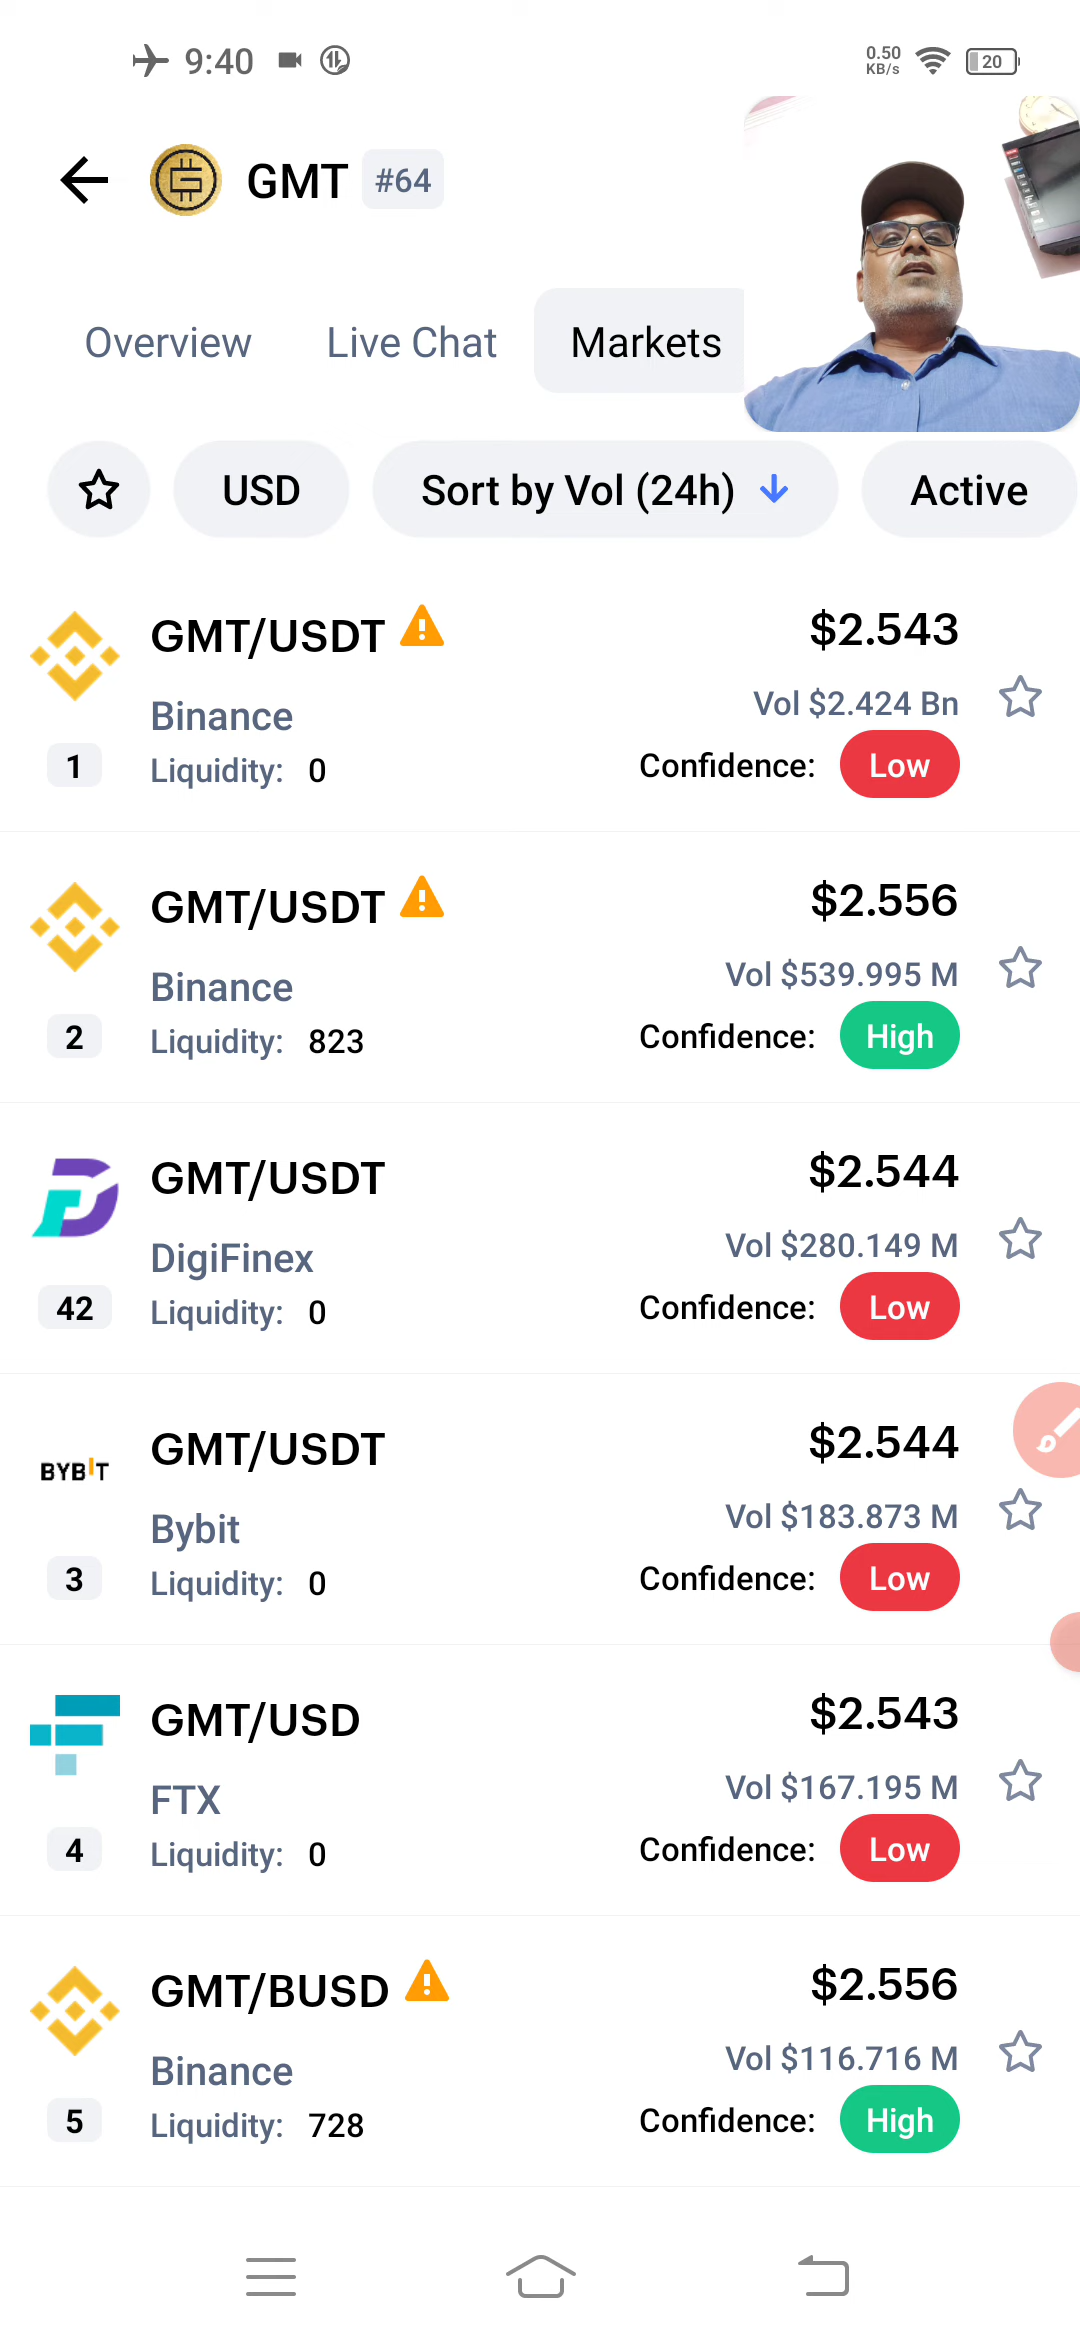 9:40
0.50
KB/s
20
GMT #64
Overview Live Chat Markets
USD Sort by Vol (24h) Active
GMT/USDT $2.543
Binance Vol $2.424 Bn
1 Liquidity: 0 Confidence: Low
GMT/USDT $2.556
Binance Vol $539.995 M
2 Liquidity: 823 Confidence: High
GMT/USDT $2.544
DigiFinex Vol $280.149 M
42 Liquidity: 0 Confidence: Low
BYBIT GMT/USDT $2.544
Bybit Vol $183.873 M
3 Liquidity: 0 Confidence: Low
GMT/USD $2.543
FTX Vol $167.195 M
4 Liquidity: 0 Confidence: Low
GMT/BUSD $2.556
Binance Vol $116.716 M
5 Liquidity: 728 Confidence: High